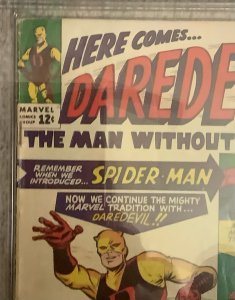 HERE COMES...
DAREDE
MARVEL
COMICS
GROUP
12¢
THE MAN WITHOUT
REMEMBER
WHEN WE
INTRODUCED...
SPIDER-MAN
NOW WE CONTINUE THE MIGHTY
MARVEL TRADITION WITH...
DAREDEVIL!!